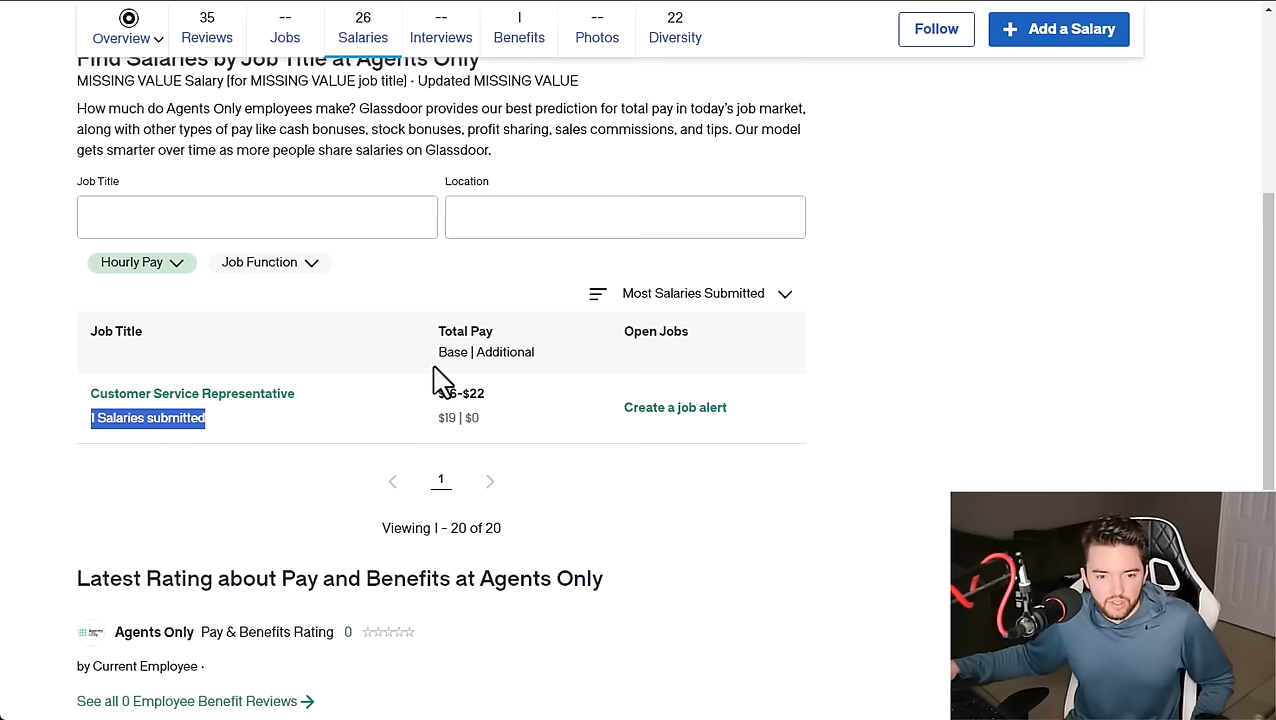 35 -- 26 -- 1 -- 22
Overview Reviews Jobs Salaries Interviews Benefits Photos Diversity
Follow
+ Add a Salary
Find Salaries by Job Title at Agents Only
MISSING VALUE Salary (for MISSING VALUE job title) · Updated MISSING VALUE
How much do Agents Only employees make? Glassdoor provides our best prediction for total pay in today's job market,
along with other types of pay like cash bonuses, stock bonuses, profit sharing, sales commissions, and tips. Our model
gets smarter over time as more people share salaries on Glassdoor.
Job Title Location
Hourly Pay Job Function
Most Salaries Submitted
Job Title Total Pay Open Jobs
Base | Additional
Customer Service Representative -$22
1 Salaries submitted $19 | $0 Create a job alert
1
Viewing 1 - 20 of 20
Latest Rating about Pay and Benefits at Agents Only
Agents Only Pay & Benefits Rating 0
by Current Employee ·
See all 0 Employee Benefit Reviews